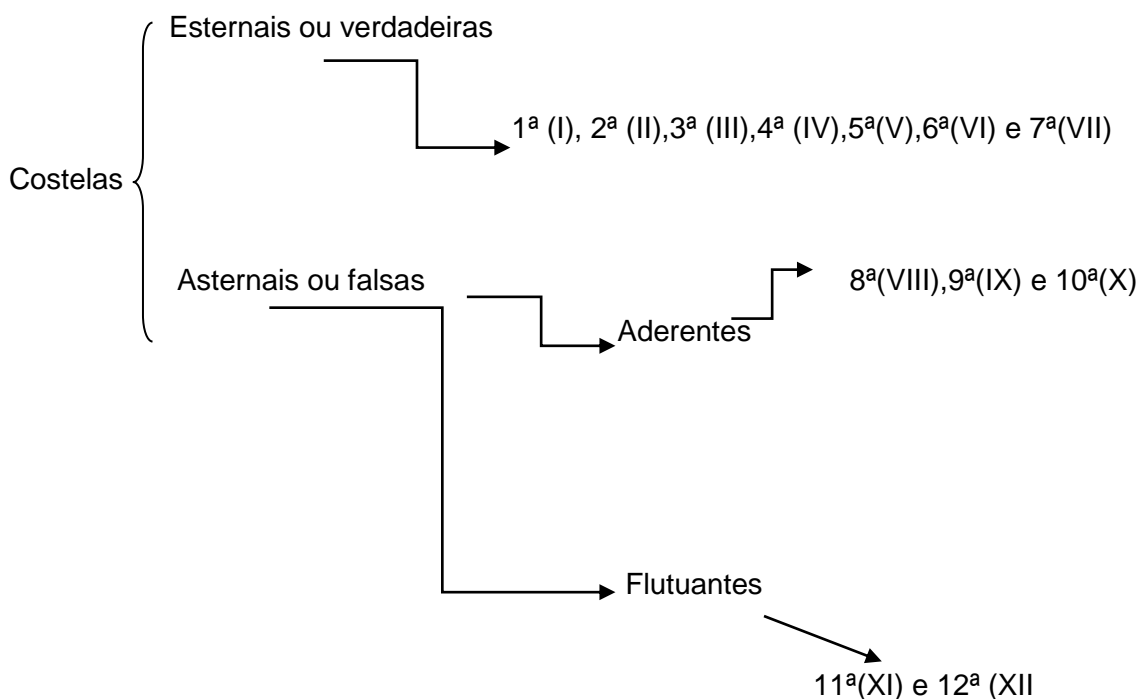 Esternais ou verdadeiras
1ª (I), 2ª (II),3ª (III),4ª (IV),5ª(V),6ª(VI) e 7ª(VII)
Costelas
Asternais ou falsas
8ª(VIII),9ª(IX) e 10ª(X)
Aderentes
Flutuantes
11ª(XI) e 12ª (XII